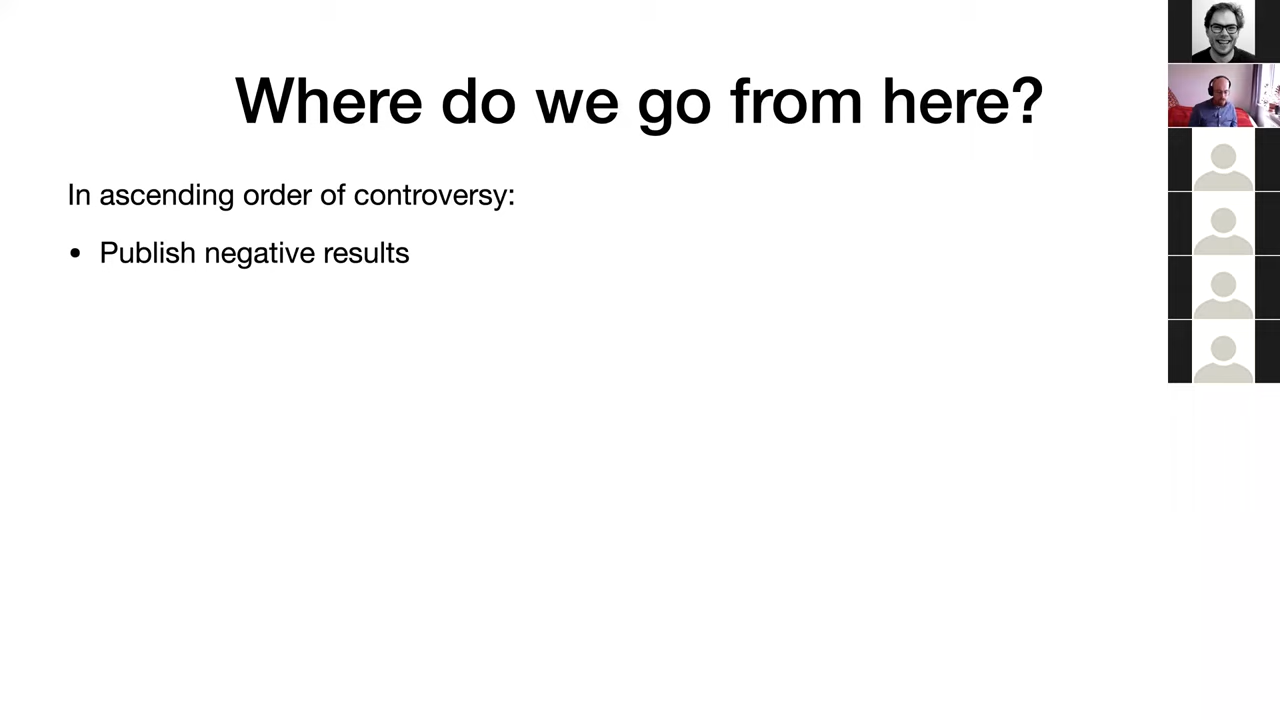 Where do we go from here?
In ascending order of controversy:
• Publish negative results